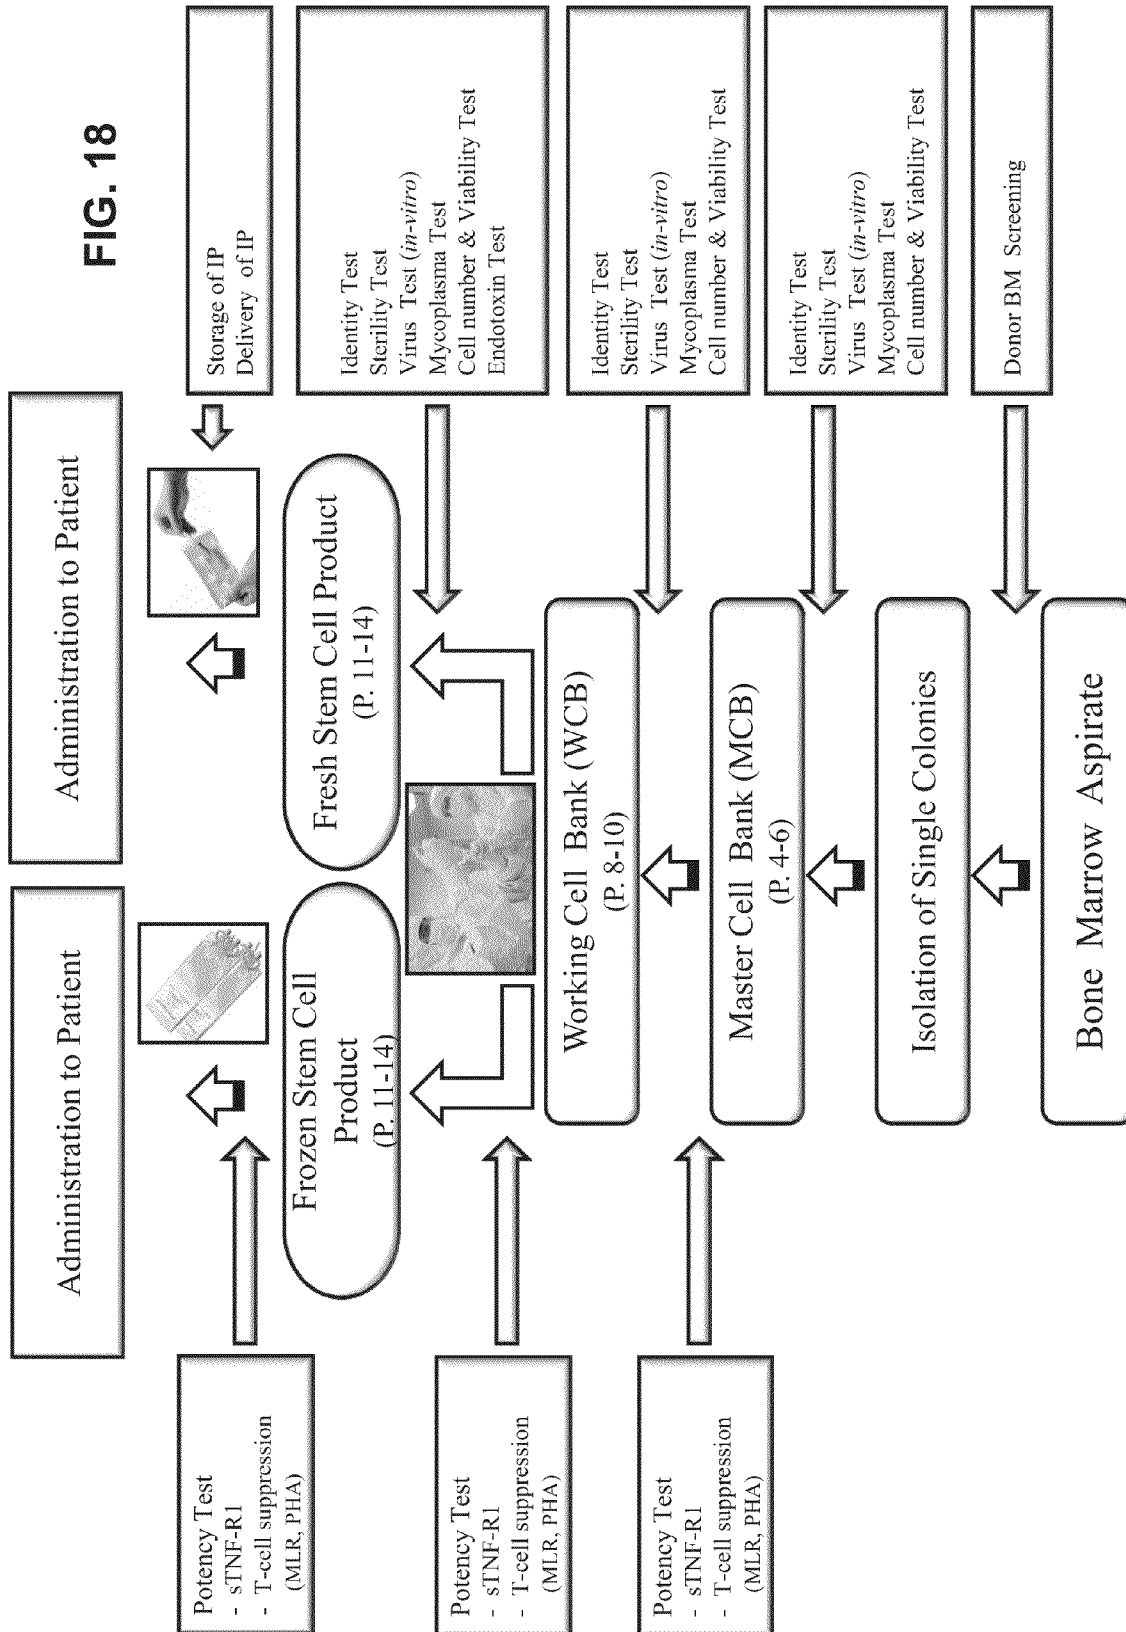 FIG. 18
Administration to Patient
Administration to Patient
Potency Test
- sTNF-R1
- T-cell suppression
(MLR, PHA)
Storage of IP
Delivery of IP
Frozen Stem Cell
Product
(P. 11-14)
Fresh Stem Cell Product
(P. 11-14)
Identity Test
Sterility Test
Virus Test (in-vitro)
Mycoplasma Test
Cell number & Viability Test
Endotoxin Test
Potency Test
- sTNF-R1
- T-cell suppression
(MLR, PHA)
Working Cell Bank (WCB)
(P. 8-10)
Identity Test
Sterility Test
Virus Test (in-vitro)
Mycoplasma Test
Cell number & Viability Test
Potency Test
- sTNF-R1
- T-cell suppression
(MLR, PHA)
Master Cell Bank (MCB)
(P. 4-6)
Identity Test
Sterility Test
Virus Test (in-vitro)
Mycoplasma Test
Cell number & Viability Test
Isolation of Single Colonies
Donor BM Screening
Bone Marrow Aspirate